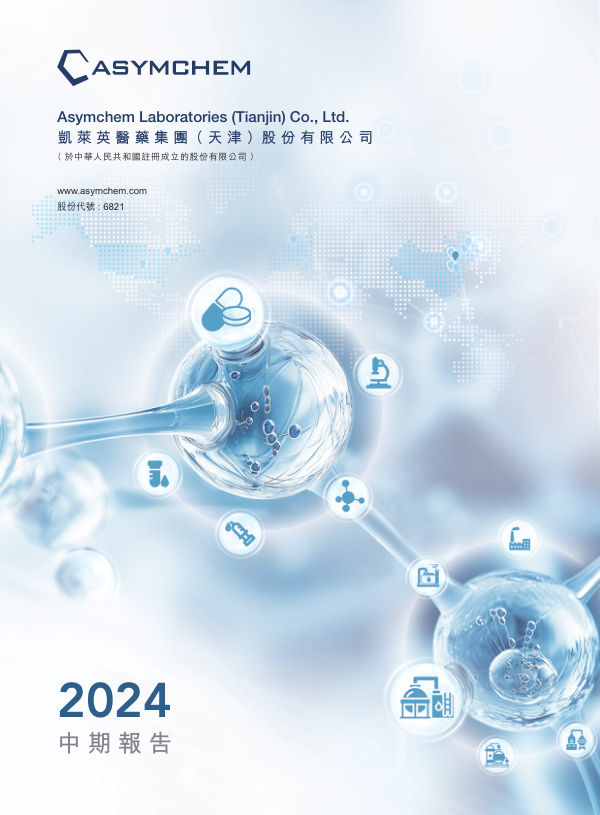 ASYMCHEM
Asymchem Laboratories (Tianjin) Co., Ltd.
凱萊英醫藥集團（天津）股份有限公司
（於中華人民共和國註冊成立的股份有限公司）
www.asymchem.com
股份代號 : 6821
2024
中期報告